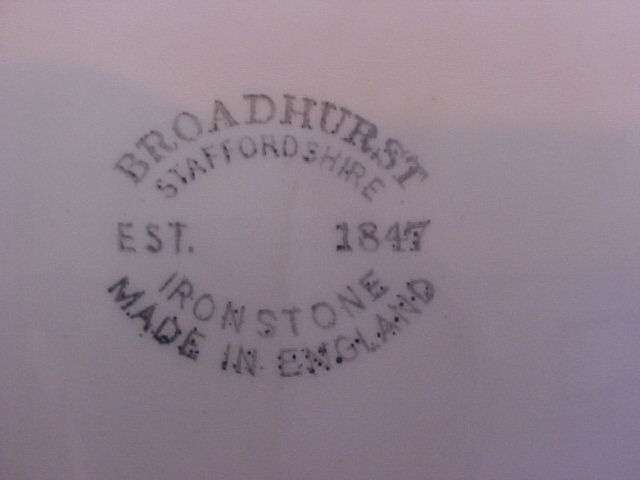 BROADHURST
STAFFORDSHIRE
EST. 1847
IRONSTONE
MADE IN ENGLAND